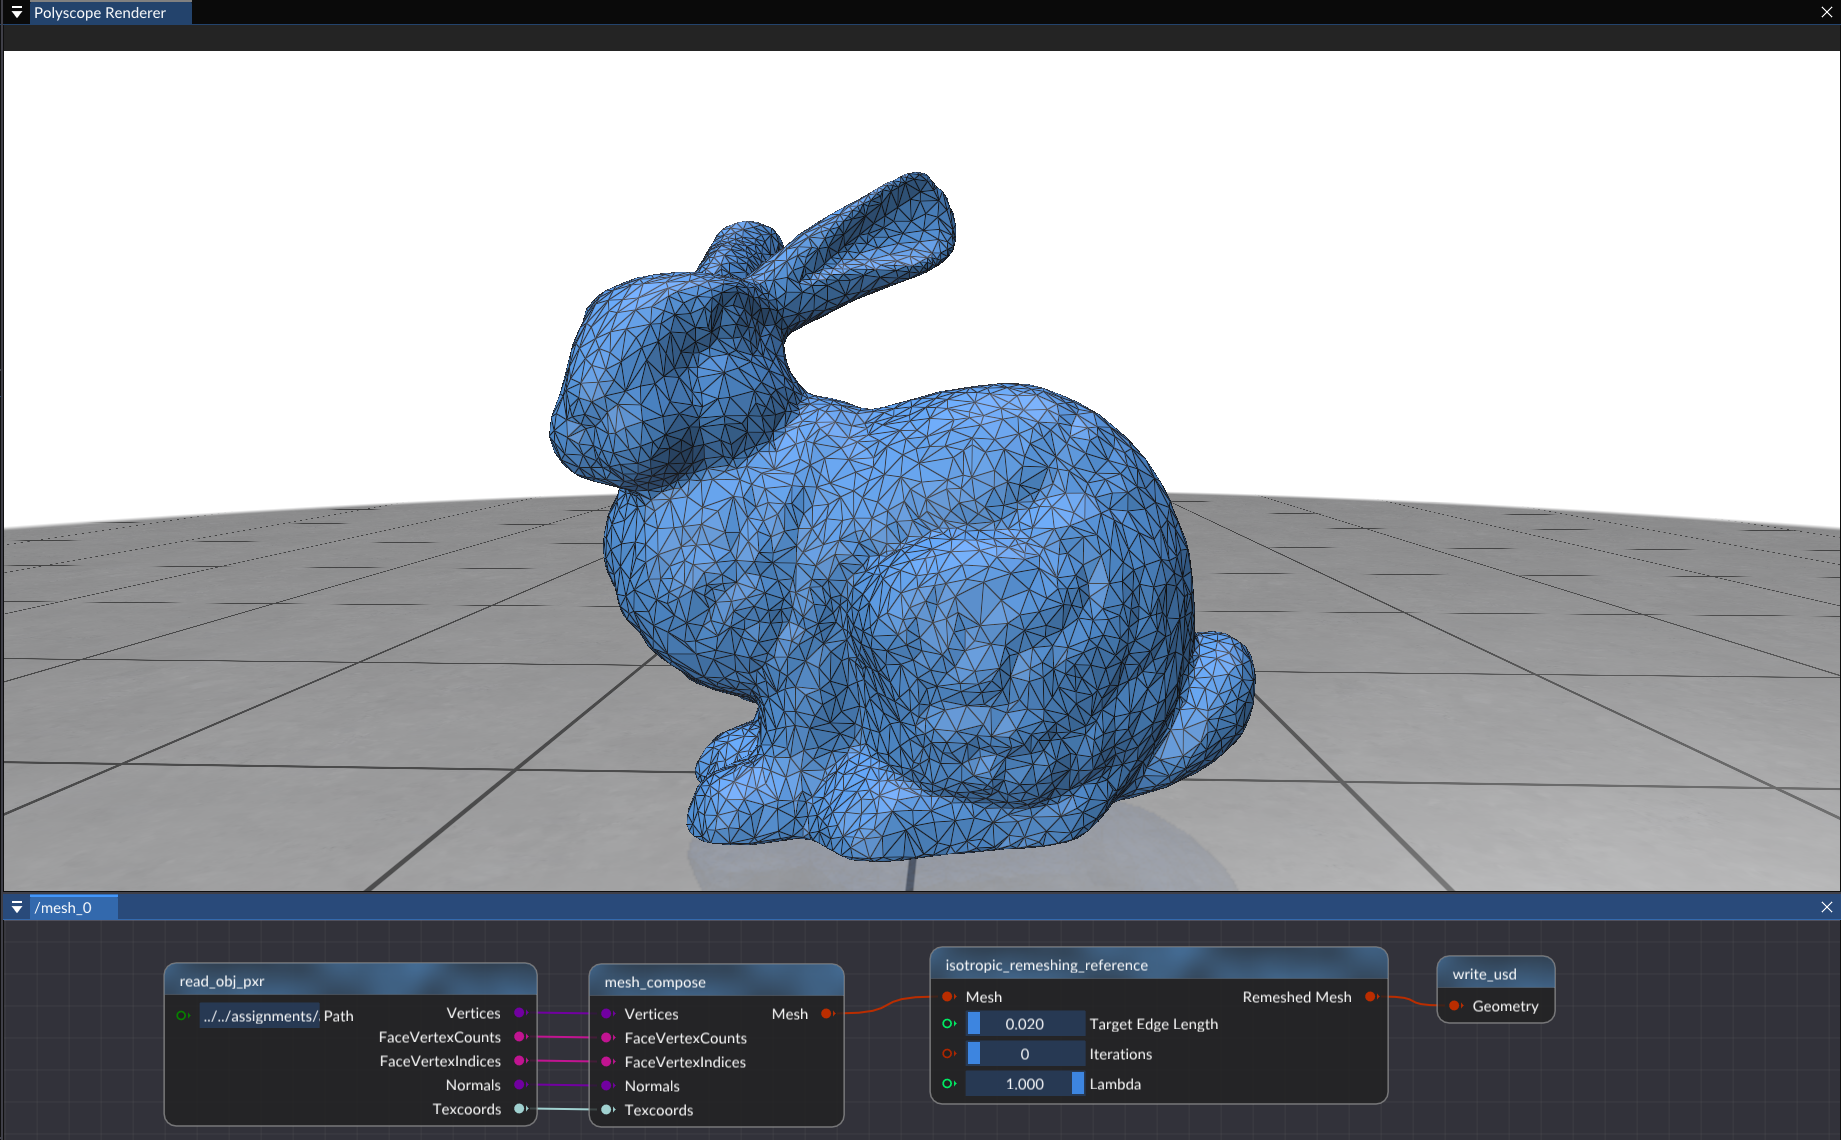 Polyscope Renderer
/mesh_0
read_obj_pxr
../../assignments/ Path
Vertices
FaceVertexCounts
FaceVertexIndices
Normals
Texcoords
mesh_compose
Vertices Mesh
FaceVertexCounts
FaceVertexIndices
Normals
Texcoords
isotropic_remeshing_reference
Mesh Remeshed Mesh
0.020 Target Edge Length
0 Iterations
1.000 Lambda
write_usd
Geometry